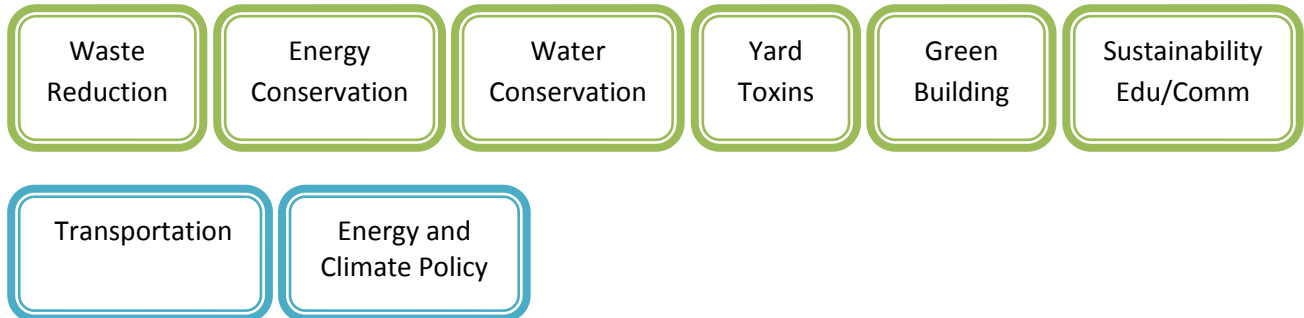 Waste
Reduction
Energy
Conservation
Water
Conservation
Yard
Toxins
Green
Building
Sustainability
Edu/Comm
Transportation
Energy and
Climate Policy